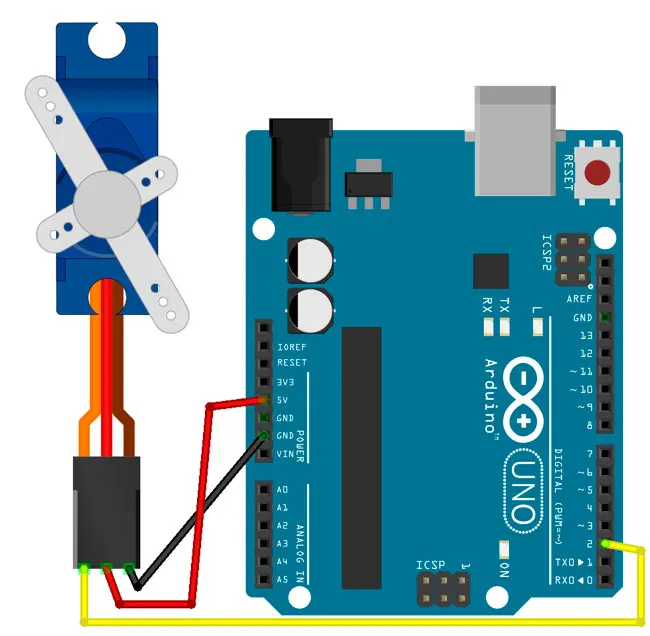 RESET
ICSP2
IOREF
RESET
3V3
5V
GND
GND
VIN
POWER
A0
A1
A2
A3
A4
A5
ANALOG IN
RX
TX
L
Arduino™
UNO
ON
ICSP
1
AREF
GND
13
12
~11
~10
~9
8
7
~6
~5
4
~3
2
TX0▶1
RX0◀0
DIGITAL (PWM=~)